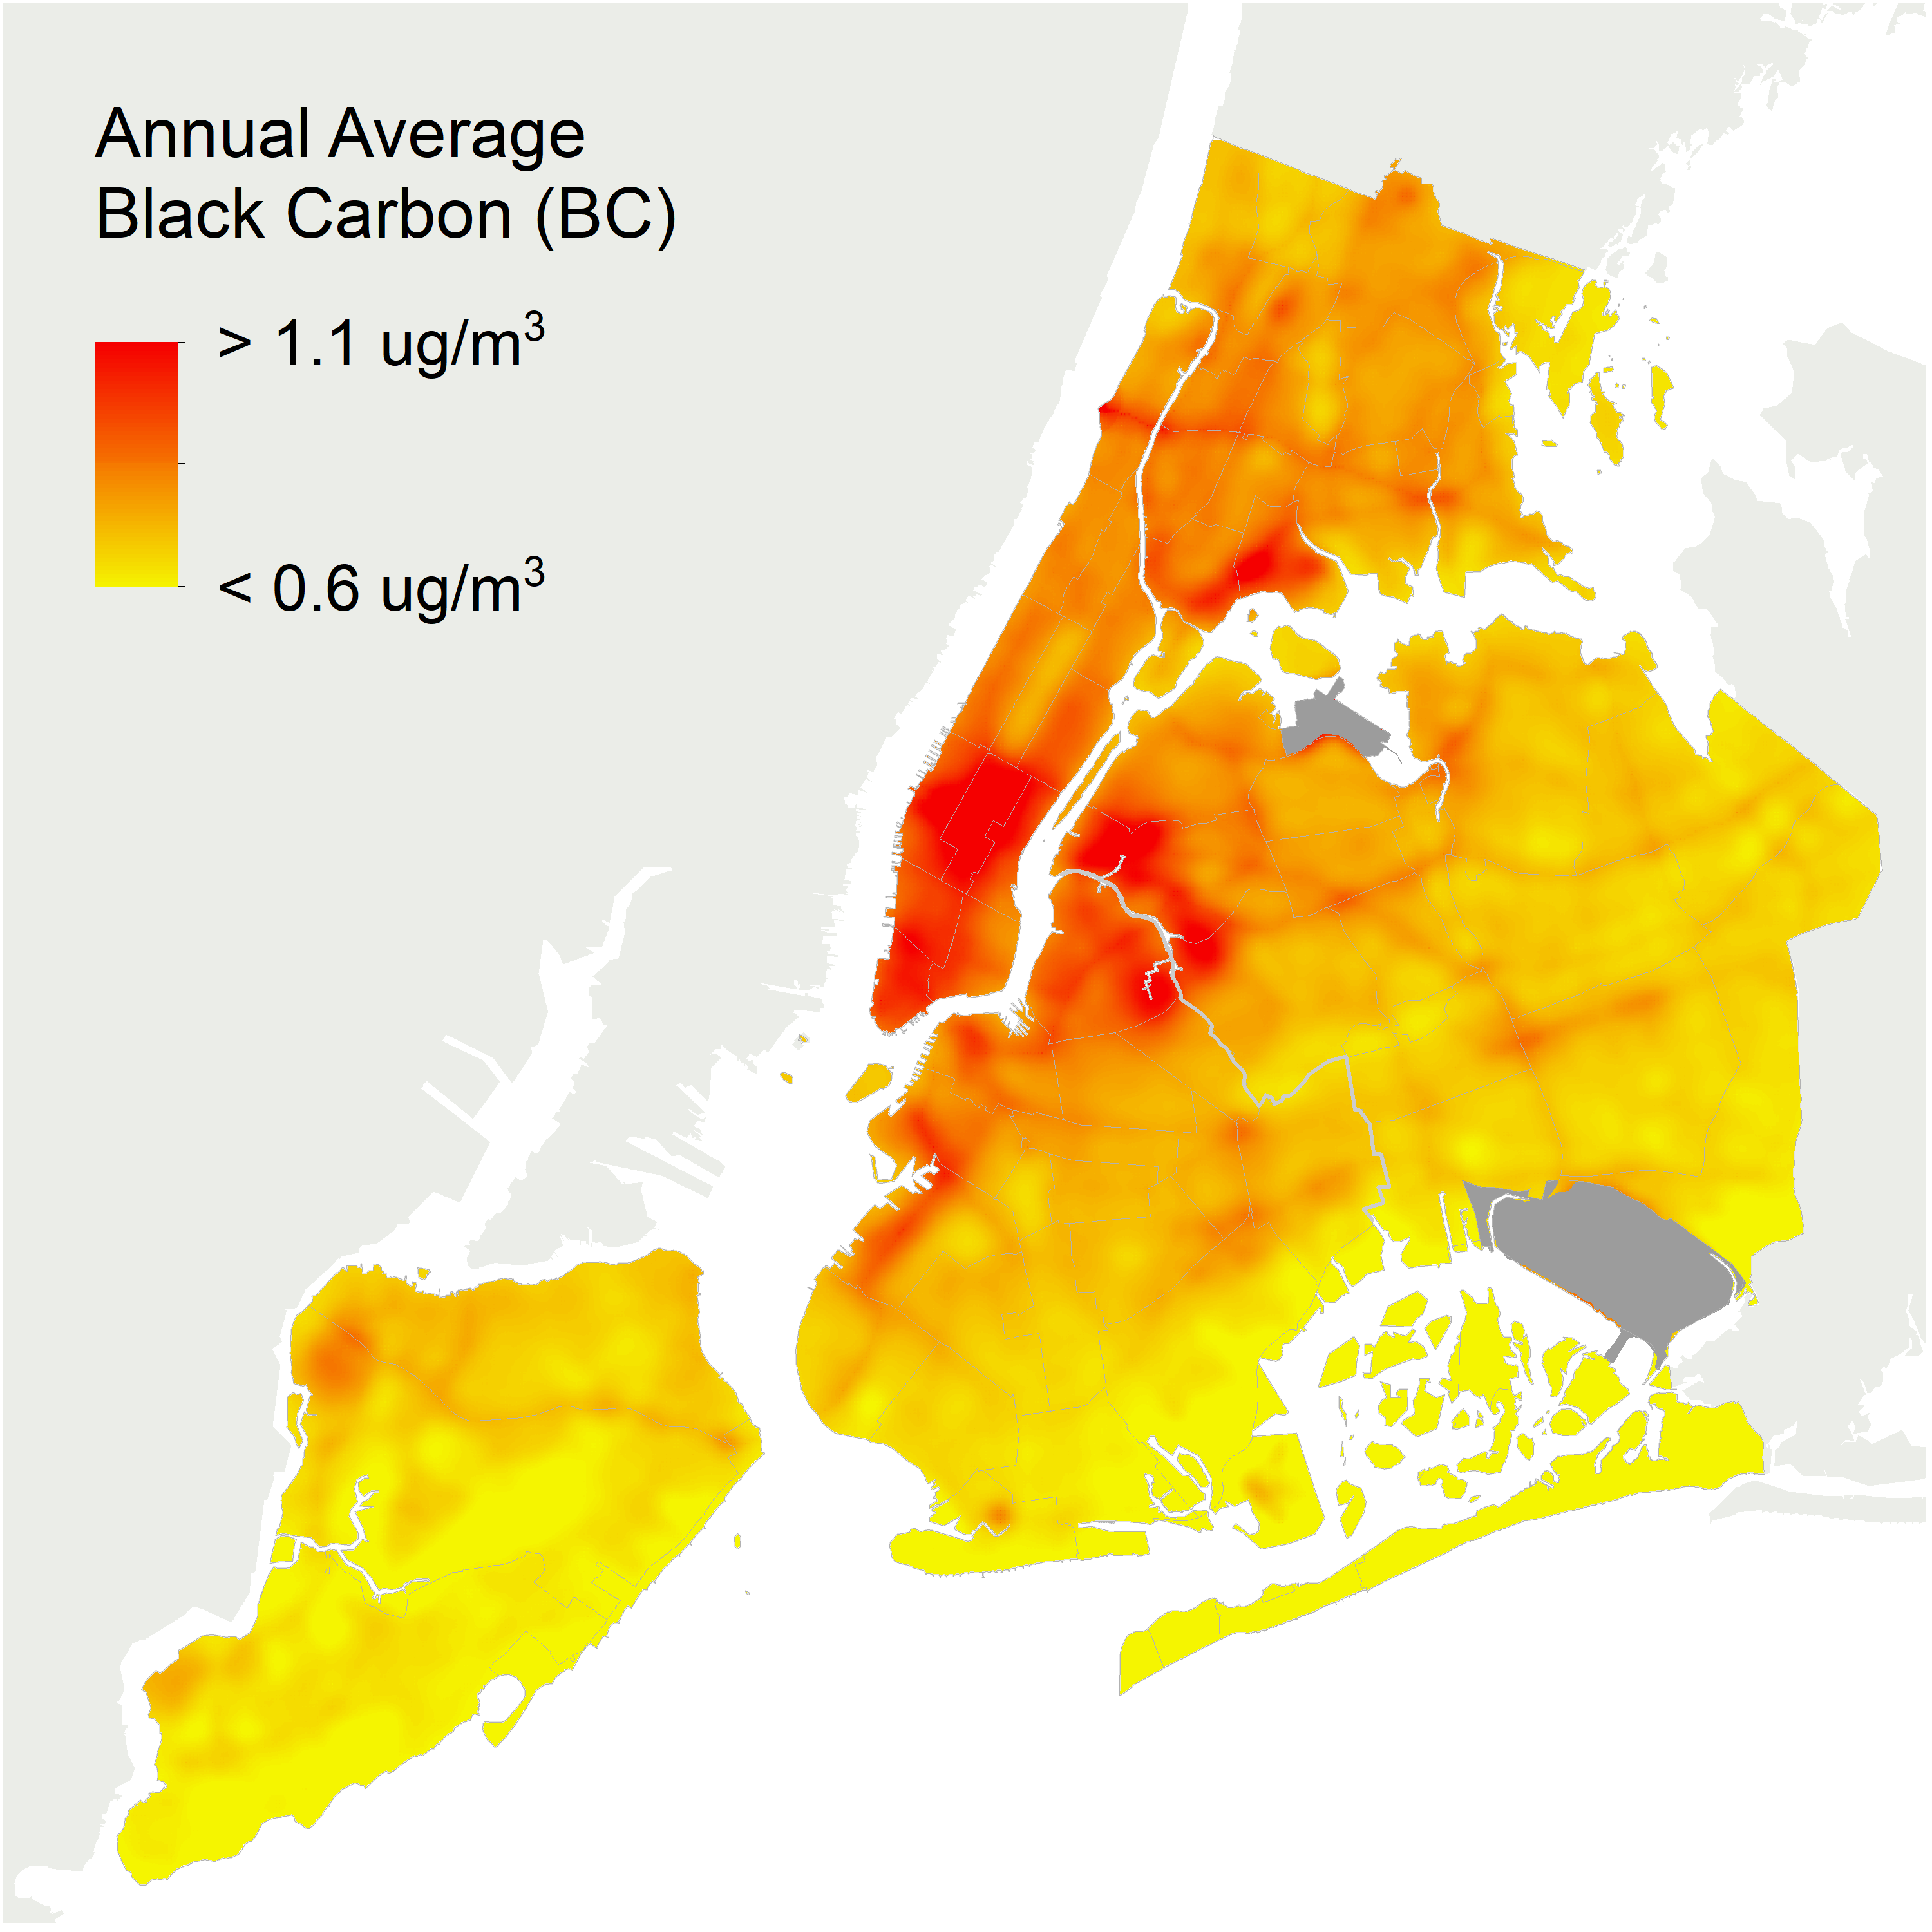 Annual Average
Black Carbon (BC)
> 1.1 ug/m³
< 0.6 ug/m³